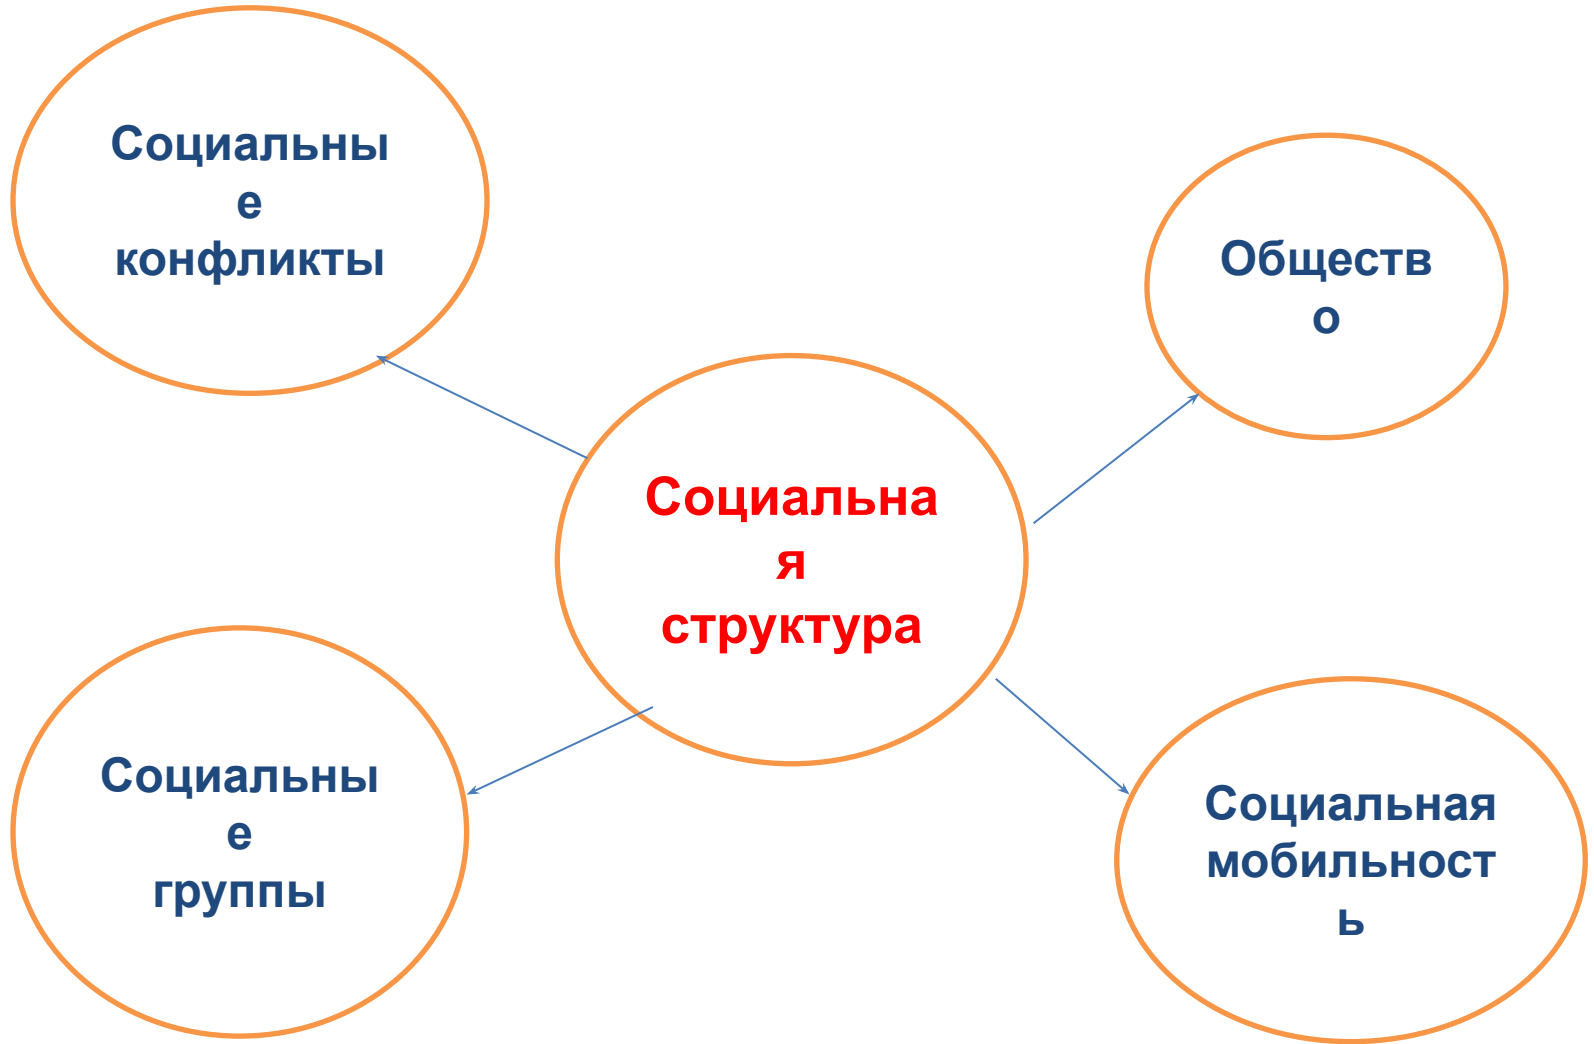 Социальны
е
конфликты
Обществ
о
Социальна
я
структура
Социальны
е
группы
Социальная
мобильност
ь